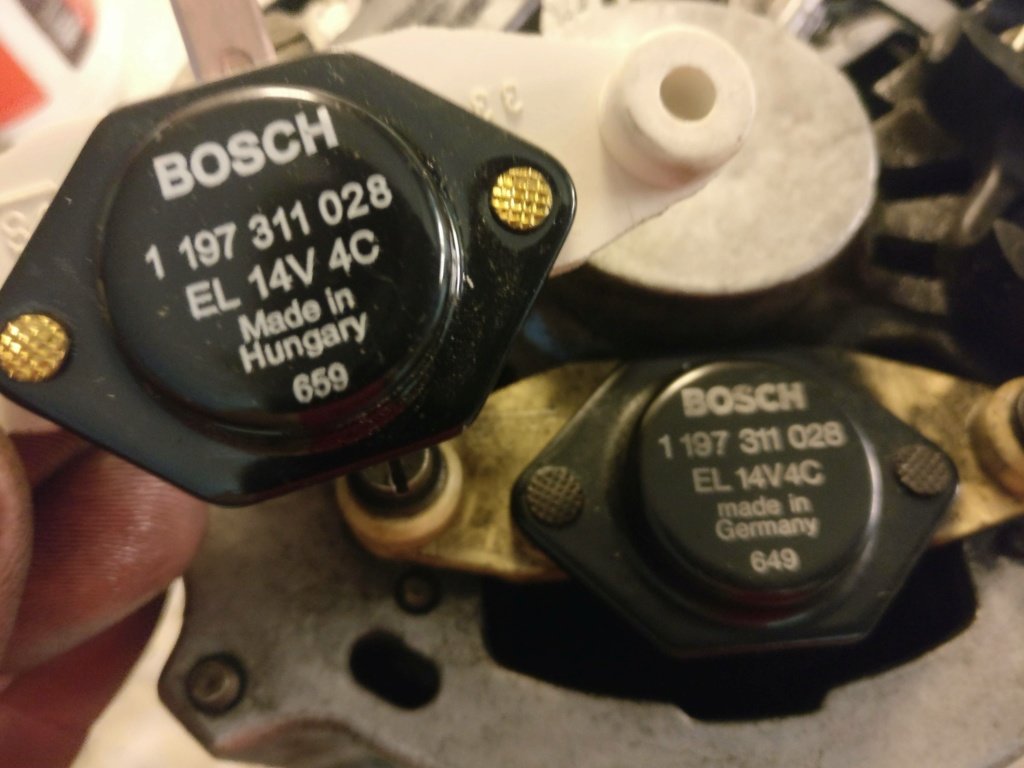 BOSCH
1 197 311 028
EL 14V 4C
Made in
Hungary
659
BOSCH
1 197 311 028
EL 14V4C
made in
Germany
649